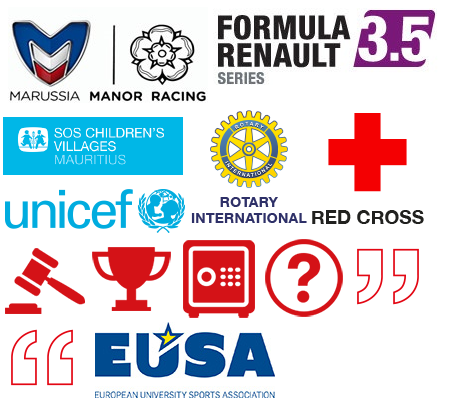 MARUSSIA MANOR RACING
FORMULA
RENAULT 3.5
SERIES
SOS CHILDREN'S
VILLAGES
MAURITIUS
ROTARY
INTERNATIONAL
unicef
ROTARY
INTERNATIONAL
RED CROSS
?
””
““
EUSA
EUROPEAN UNIVERSITY SPORTS ASSOCIATION